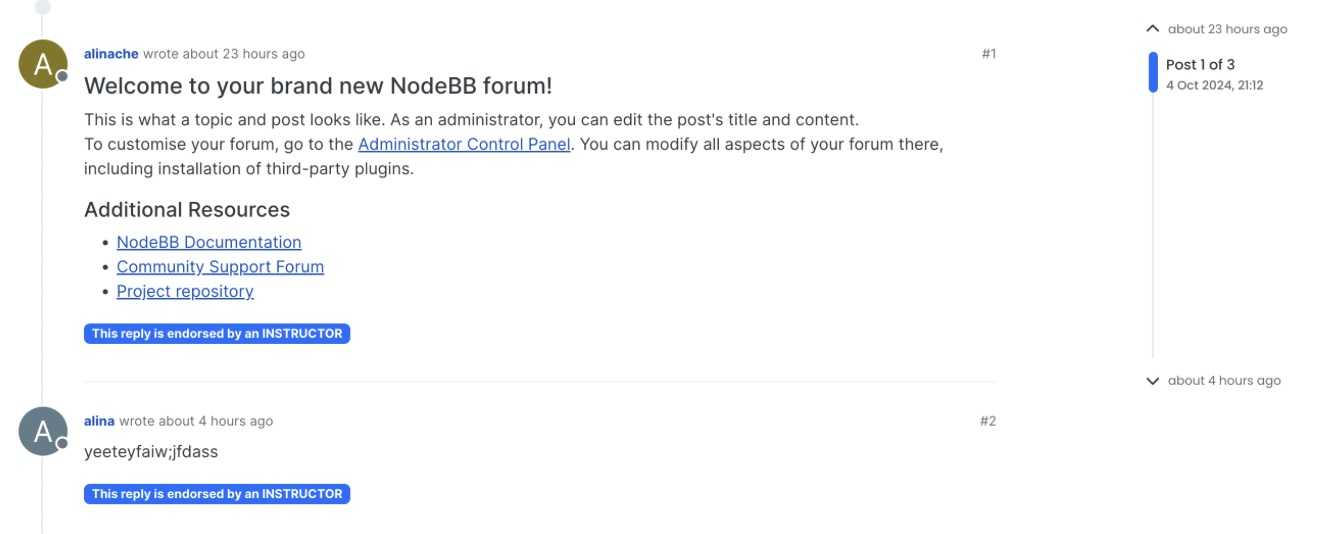 about 23 hours ago
A
alinache wrote about 23 hours ago #1
Post 1 of 3
4 Oct 2024, 21:12
Welcome to your brand new NodeBB forum!
This is what a topic and post looks like. As an administrator, you can edit the post's title and content.
To customise your forum, go to the Administrator Control Panel. You can modify all aspects of your forum there,
including installation of third-party plugins.
Additional Resources
• NodeBB Documentation
• Community Support Forum
• Project repository
This reply is endorsed by an INSTRUCTOR
about 4 hours ago
A
alina wrote about 4 hours ago #2
yeeteyfaiw;jfdass
This reply is endorsed by an INSTRUCTOR